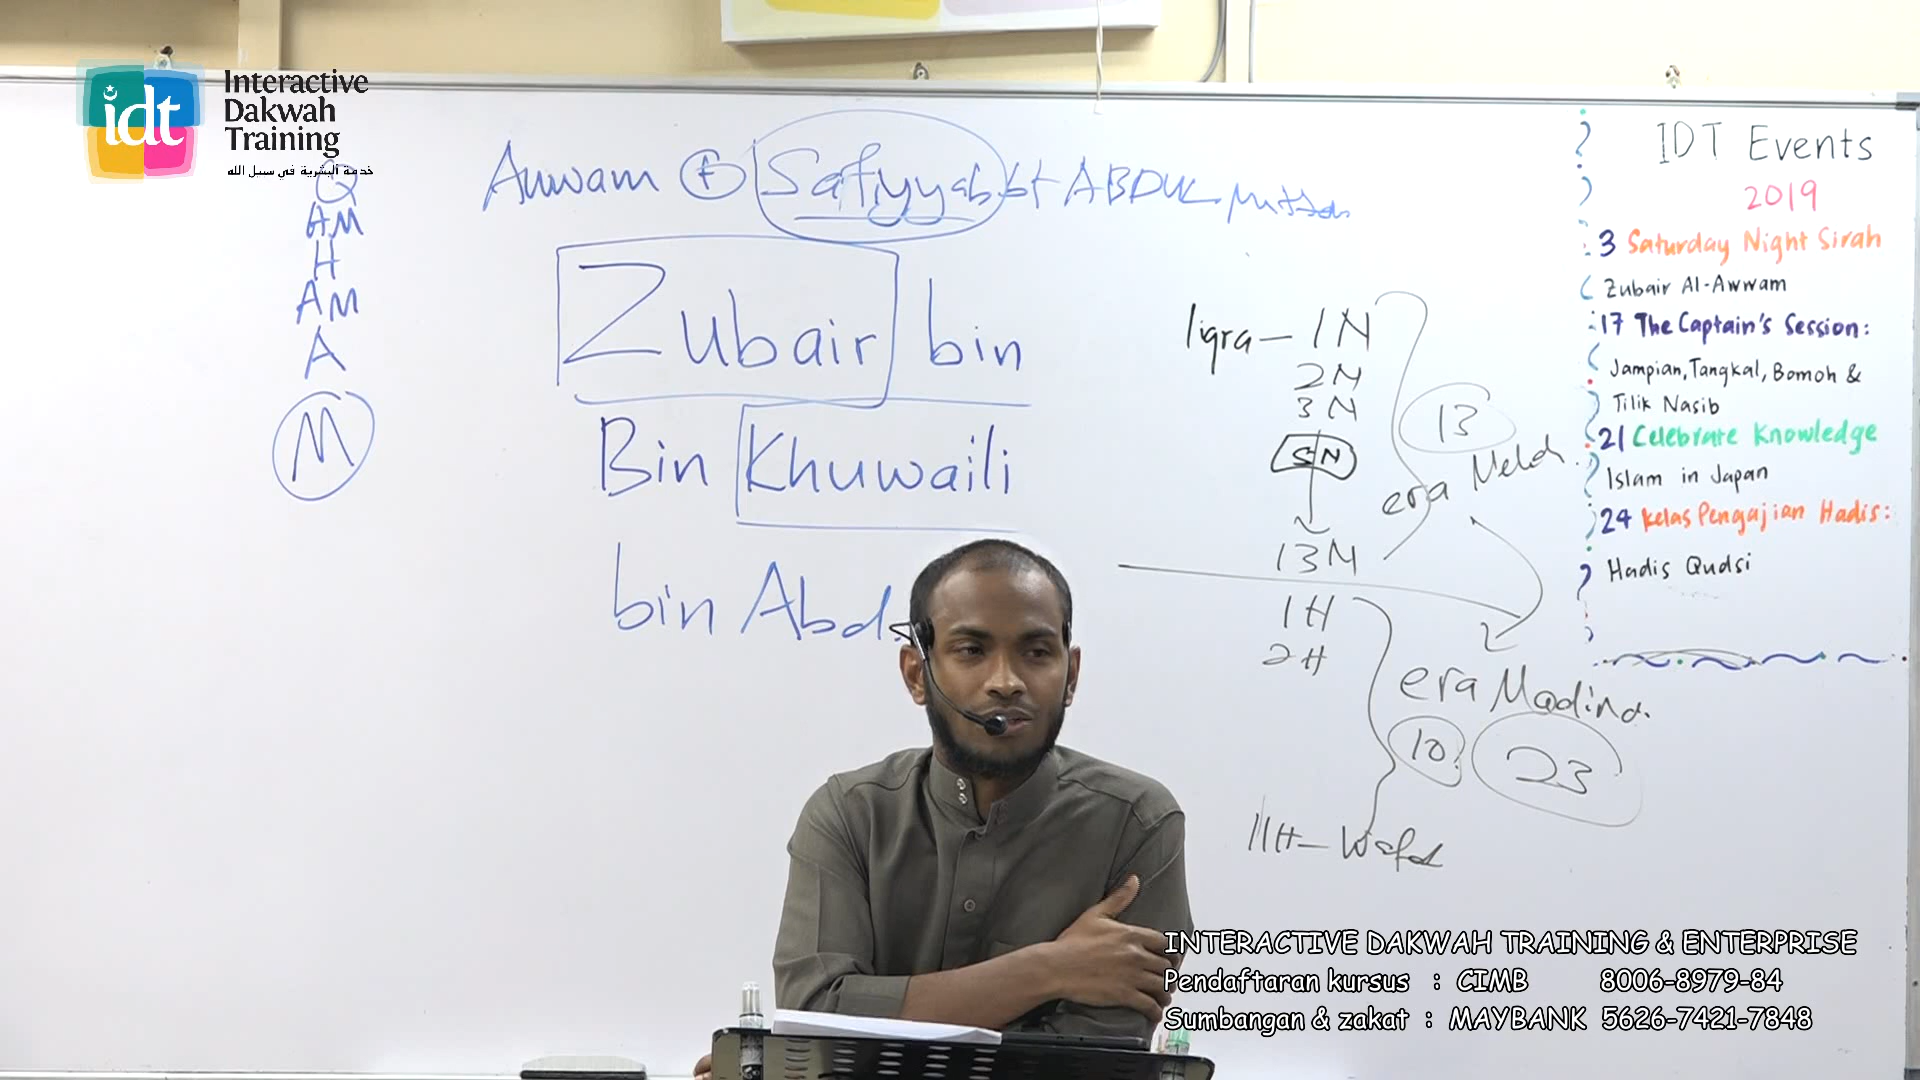 idt
Interactive
Dakwah
Training
خدمة البشرية في سبيل الله
Q
AM
H
AM
A
M
Awwam + Safiyyah bt ABDUL
Zubair bin
Bin Khuwaili
bin Abd
Iqra – 1N
2N
3N
5N
13N
13
era
1H
2H
era Madina
10
23
11H – Wafa
IDT Events
2019
3 Saturday Night Sirah
Zubair Al-Awwam
17 The Captain's Session:
Jampian, Tangkal, Bomoh &
Tilik Nasib
21 Celebrate Knowledge
Islam in Japan
24 Kelas Pengajian Hadis:
Hadis Qudsi
INTERACTIVE DAKWAH TRAINING & ENTERPRISE
Pendaftaran kursus : CIMB 8006-8979-84
Sumbangan & zakat : MAYBANK 5626-7421-7848